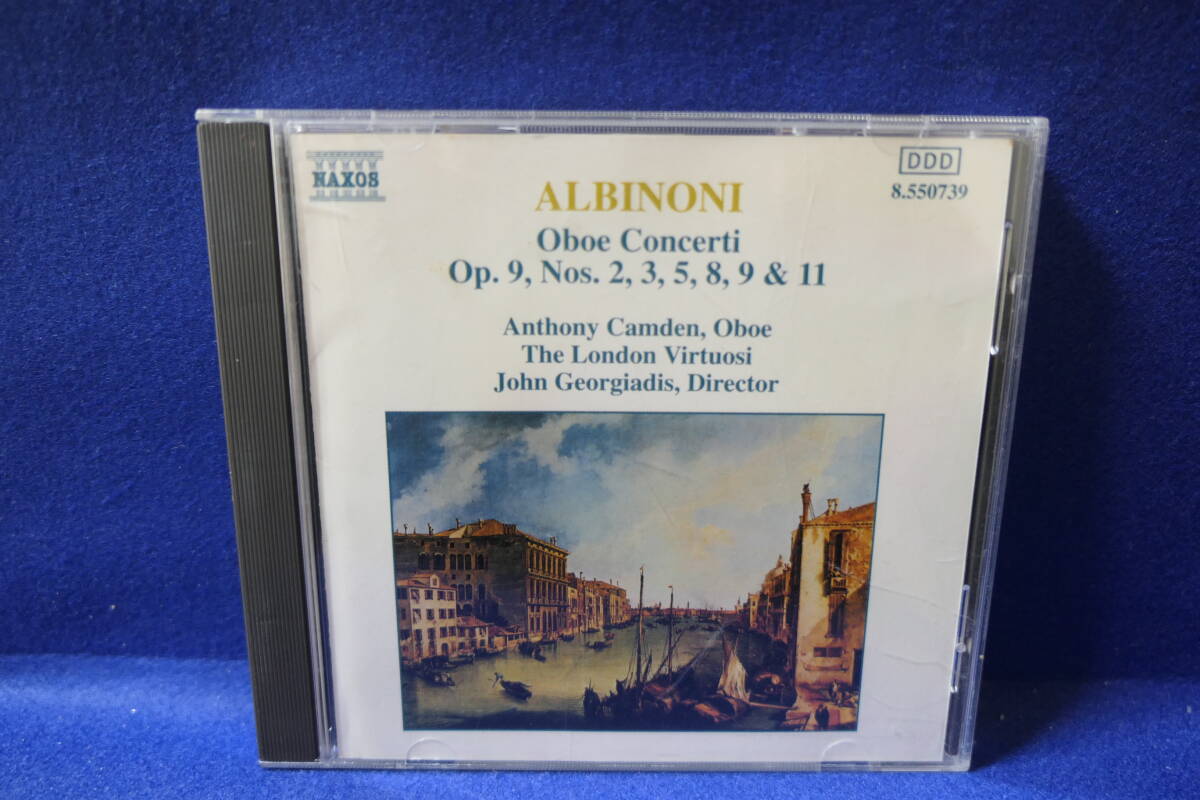 NAXOS
DDD
8.550739
ALBINONI
Oboe Concerti
Op. 9, Nos. 2, 3, 5, 8, 9 & 11
Anthony Camden, Oboe
The London Virtuosi
John Georgiadis, Director